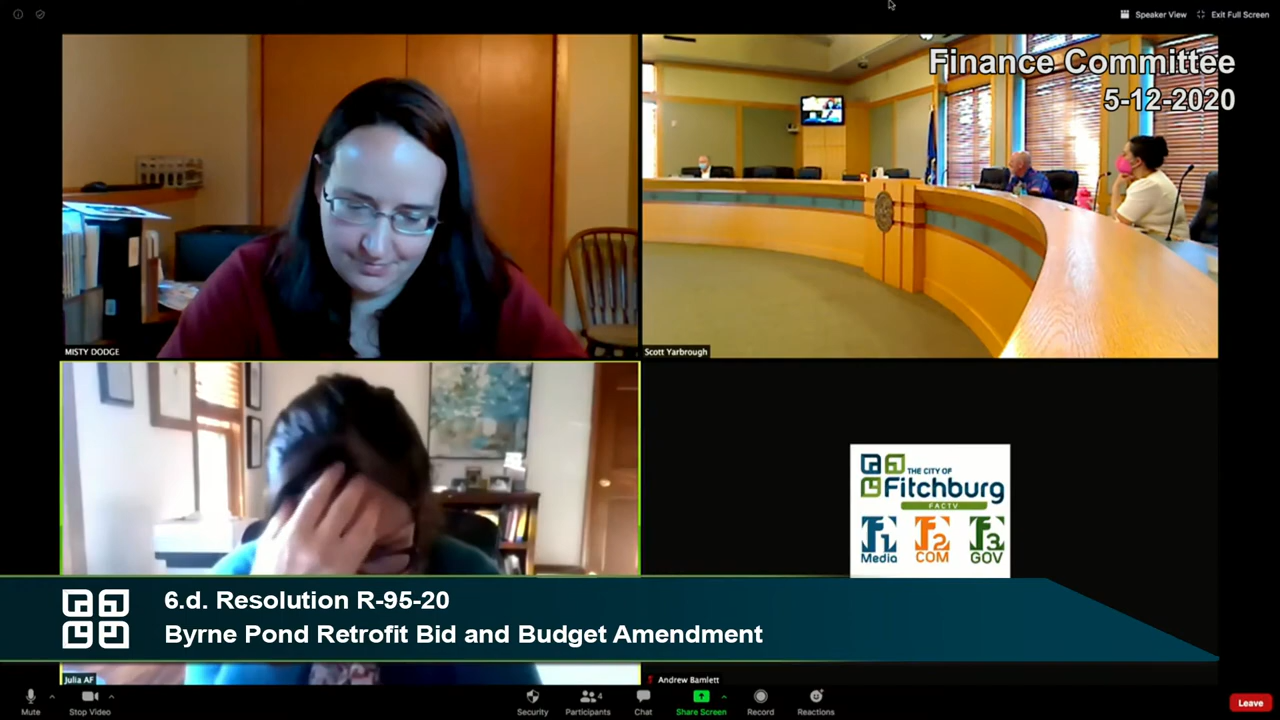 Speaker View
Exit Full Screen
Finance Committee
5-12-2020
MISTY DODGE
Scott Yarbrough
THE CITY OF
Fitchburg
FACTV
F1
Media
F2
COM
F3
GOV
6.d. Resolution R-95-20
Byrne Pond Retrofit Bid and Budget Amendment
Julia AF
Andrew Bamlett
Mute
Stop Video
Security
Participants
4
Chat
Share Screen
Record
Reactions
Leave